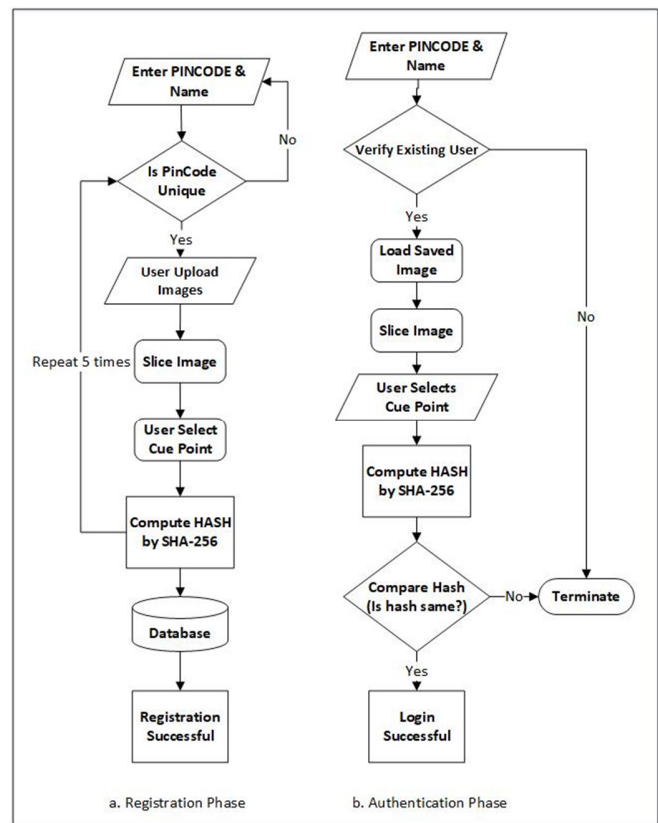 Enter PINCODE &
Name
No
Is PinCode
Unique
Yes
User Upload
Images
Repeat 5 times
Slice Image
User Select
Cue Point
Compute HASH
by SHA-256
Database
Registration
Successful
a. Registration Phase
Enter PINCODE &
Name
Verify Existing User
Yes
Load Saved
Image
No
Slice Image
User Selects
Cue Point
Compute HASH
by SHA-256
Compare Hash
(Is hash same?)
No
Terminate
Yes
Login
Successful
b. Authentication Phase